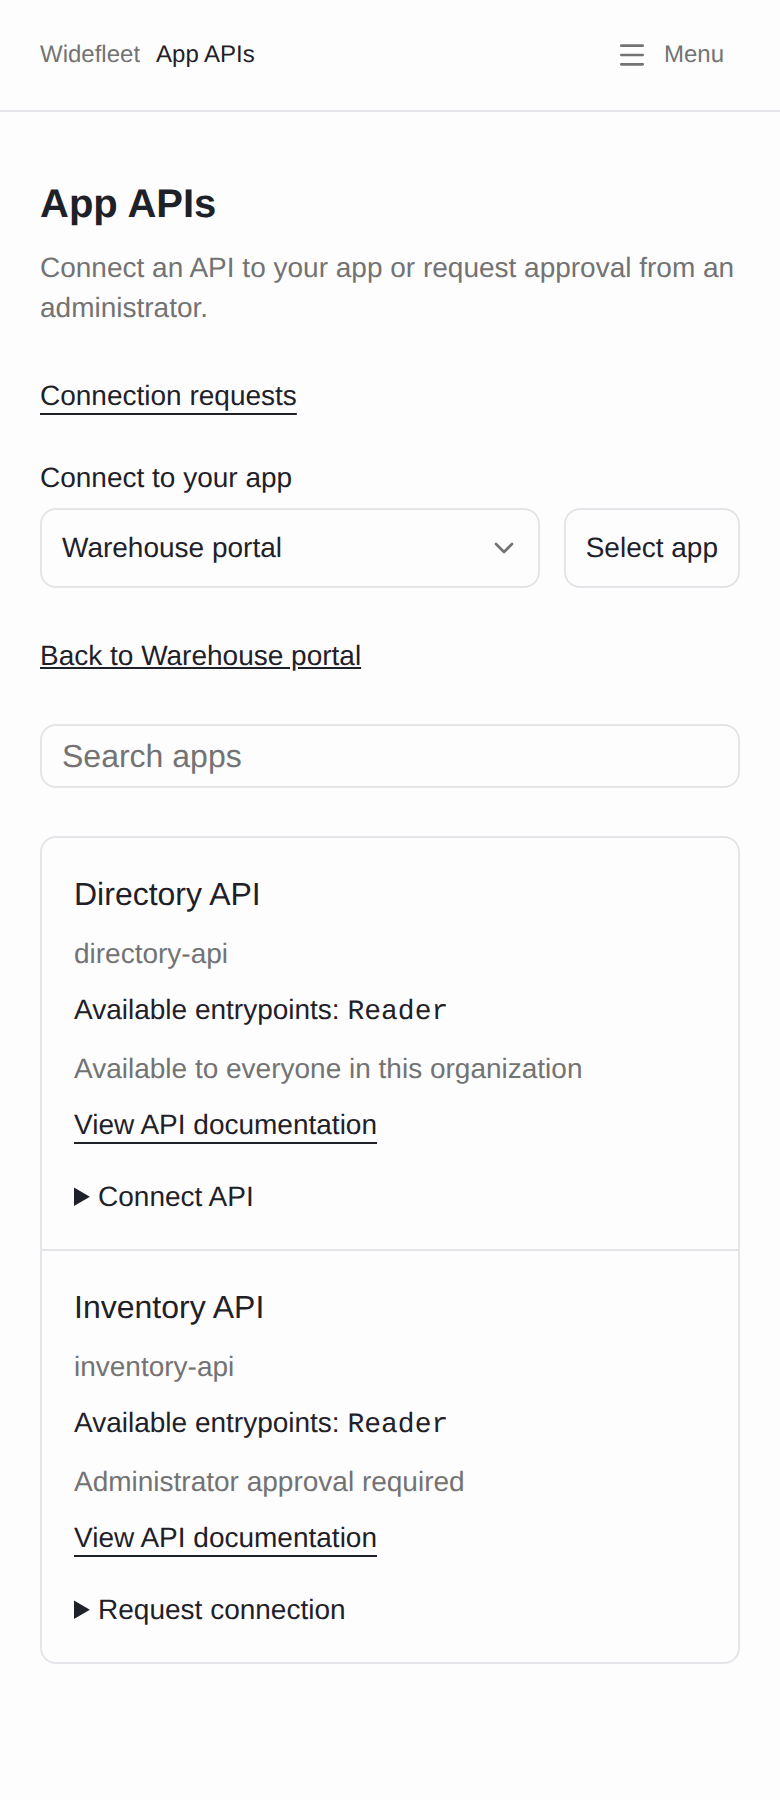 Widefleet App APIs
Menu
App APIs
Connect an API to your app or request approval from an
administrator.
Connection requests
Connect to your app
Warehouse portal
Select app
Back to Warehouse portal
Search apps
Directory API
directory-api
Available entrypoints: Reader
Available to everyone in this organization
View API documentation
Connect API
Inventory API
inventory-api
Available entrypoints: Reader
Administrator approval required
View API documentation
Request connection